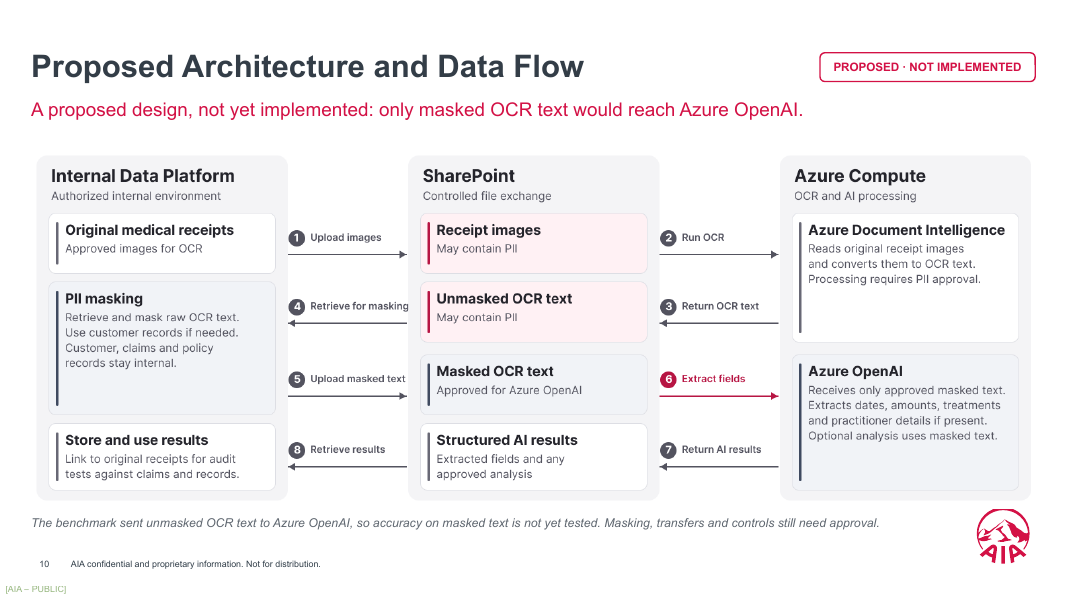 Proposed Architecture and Data Flow
PROPOSED · NOT IMPLEMENTED
A proposed design, not yet implemented: only masked OCR text would reach Azure OpenAI.
Internal Data Platform
Authorized internal environment
Original medical receipts
Approved images for OCR
PII masking
Retrieve and mask raw OCR text.
Use customer records if needed.
Customer, claims and policy
records stay internal.
Store and use results
Link to original receipts for audit
tests against claims and records.
1 Upload images
4 Retrieve for masking
5 Upload masked text
8 Retrieve results
SharePoint
Controlled file exchange
Receipt images
May contain PII
Unmasked OCR text
May contain PII
Masked OCR text
Approved for Azure OpenAI
Structured AI results
Extracted fields and any
approved analysis
2 Run OCR
3 Return OCR text
6 Extract fields
7 Return AI results
Azure Compute
OCR and AI processing
Azure Document Intelligence
Reads original receipt images
and converts them to OCR text.
Processing requires PII approval.
Azure OpenAI
Receives only approved masked text.
Extracts dates, amounts, treatments
and practitioner details if present.
Optional analysis uses masked text.
The benchmark sent unmasked OCR text to Azure OpenAI, so accuracy on masked text is not yet tested. Masking, transfers and controls still need approval.
AIA
10 AIA confidential and proprietary information. Not for distribution.
[AIA – PUBLIC]